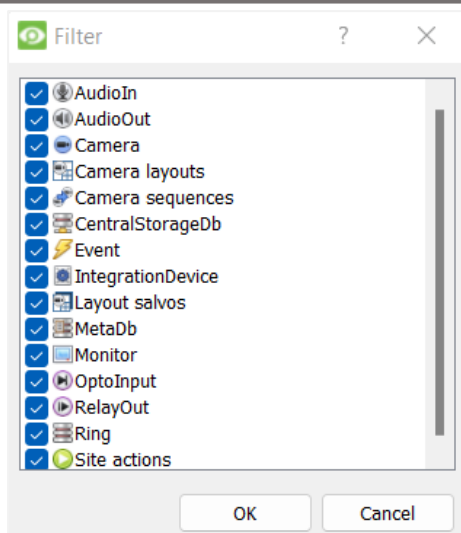 Filter ?
AudioIn
AudioOut
Camera
Camera layouts
Camera sequences
CentralStorageDb
Event
IntegrationDevice
Layout salvos
MetaDb
Monitor
OptoInput
RelayOut
Ring
Site actions
OK Cancel